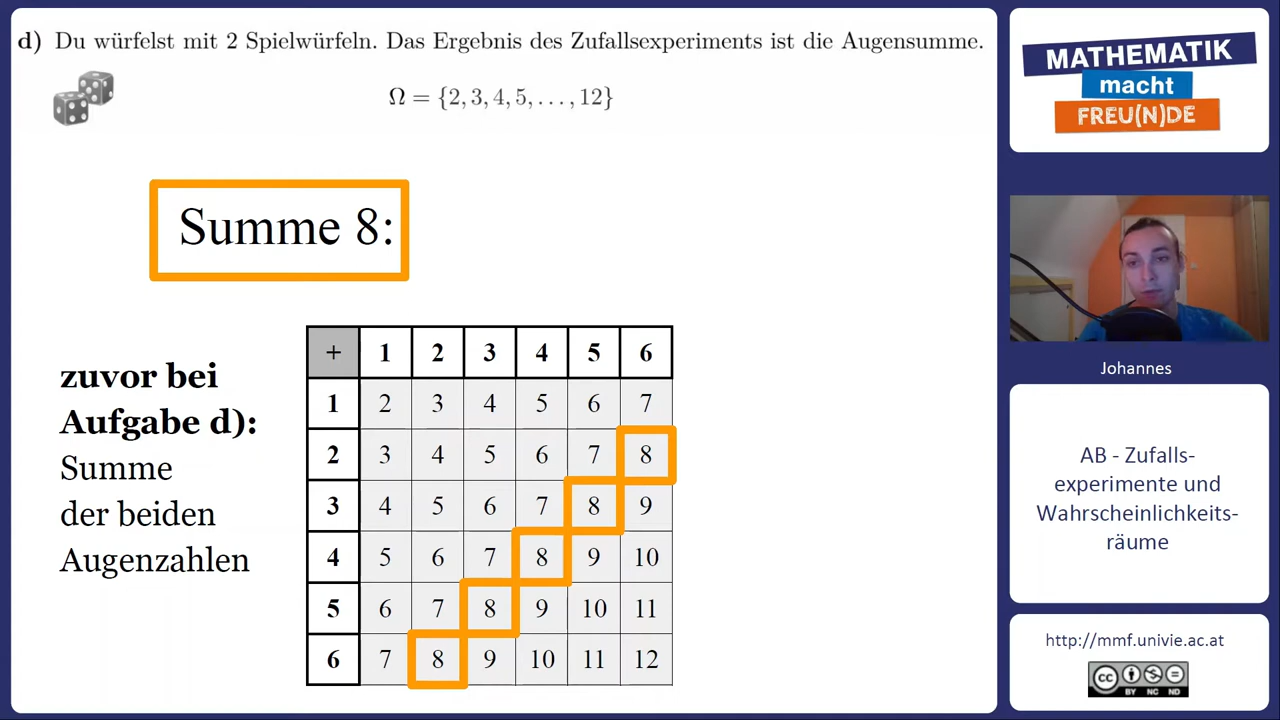 d) Du würfelst mit 2 Spielwürfeln. Das Ergebnis des Zufallsexperiments ist die Augensumme.
Ω = {2, 3, 4, 5, . . . , 12}
Summe 8:
zuvor bei
Aufgabe d):
Summe
der beiden
Augenzahlen
+ 1 2 3 4 5 6
1 2 3 4 5 6 7
2 3 4 5 6 7 8
3 4 5 6 7 8 9
4 5 6 7 8 9 10
5 6 7 8 9 10 11
6 7 8 9 10 11 12
MATHEMATIK
macht
FREU(N)DE
Johannes
AB - Zufalls-
experimente und
Wahrscheinlichkeits-
räume
http://mmf.univie.ac.at
cc
BY NC ND